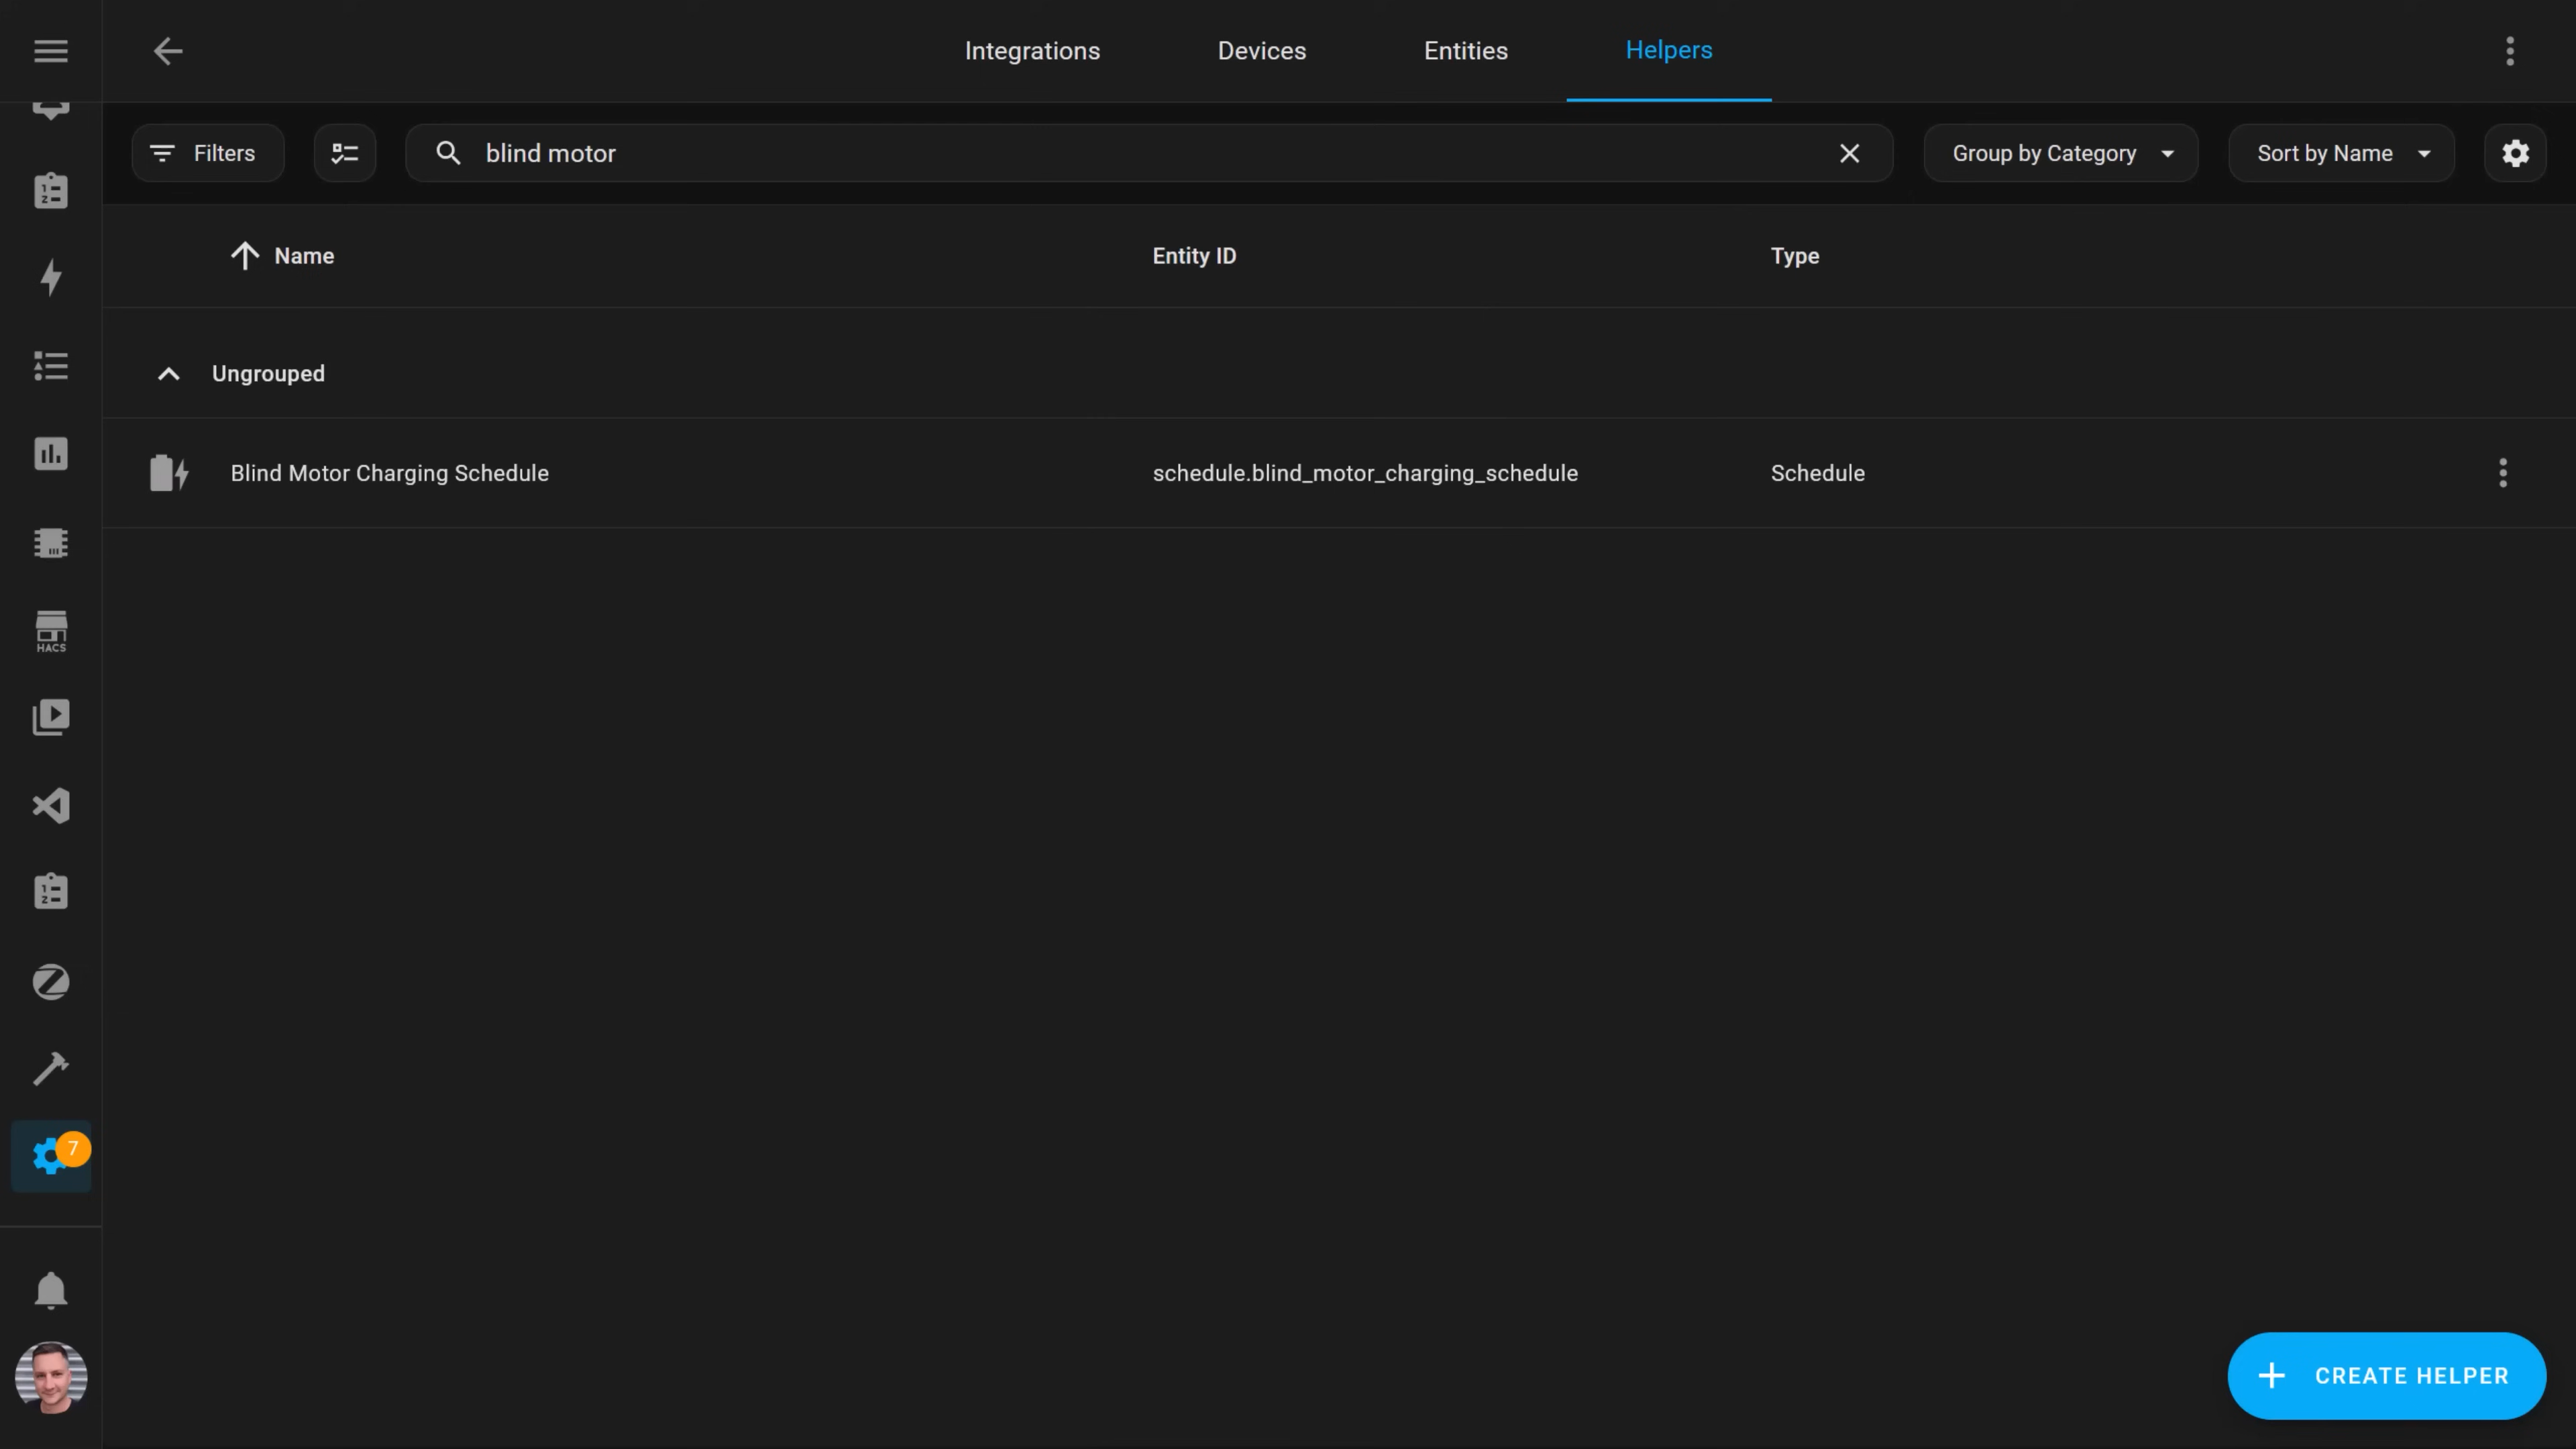 Integrations
Devices
Entities
Helpers
Filters
blind motor
Group by Category
Sort by Name
Name
Entity ID
Type
Ungrouped
Blind Motor Charging Schedule
schedule.blind_motor_charging_schedule
Schedule
HACS
7
CREATE HELPER